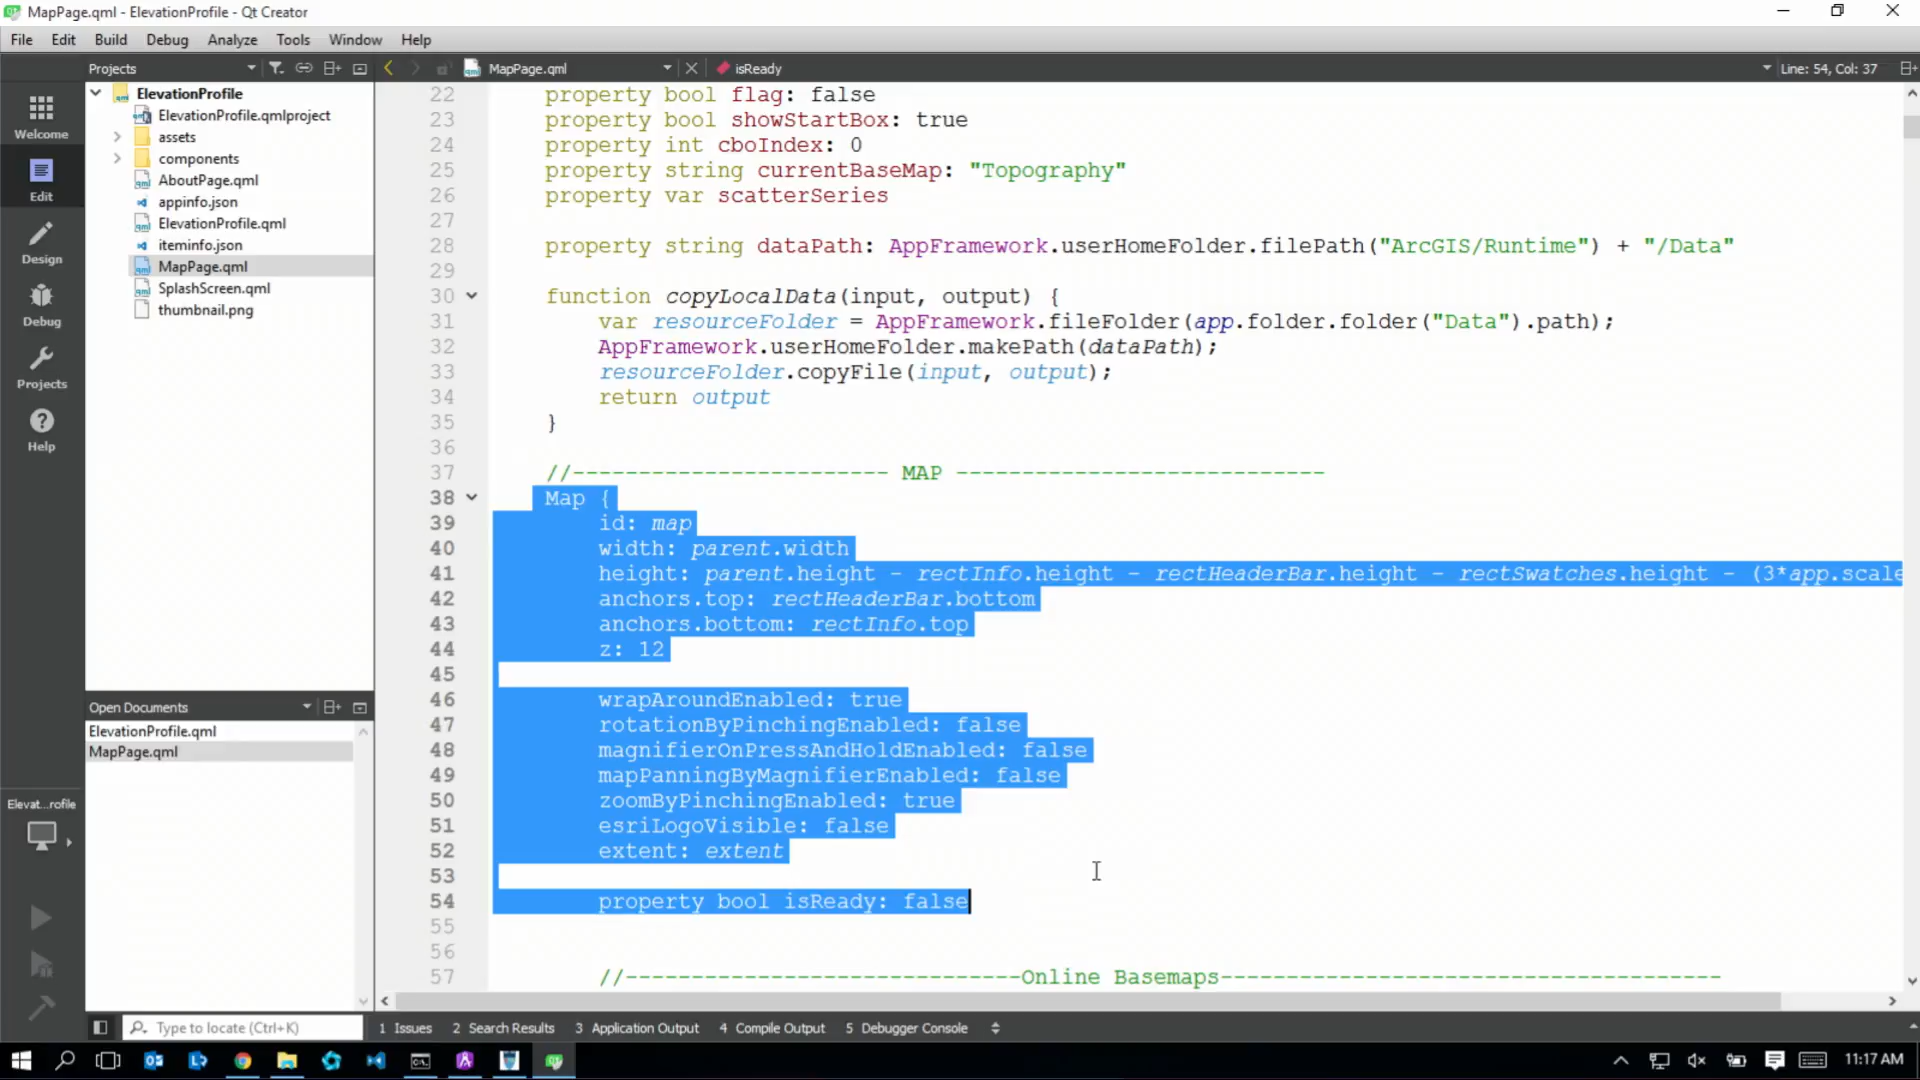 MapPage.qml - ElevationProfile - Qt Creator
File Edit Build Debug Analyze Tools Window Help
Projects MapPage.qml isReady Line: 54, Col: 37
Welcome
Edit
Design
Debug
Projects
Help
Elevat...rofile
ElevationProfile
ElevationProfile.qmlproject
assets
components
AboutPage.qml
appinfo.json
ElevationProfile.qml
iteminfo.json
MapPage.qml
SplashScreen.qml
thumbnail.png
Open Documents
ElevationProfile.qml
MapPage.qml
22 property bool flag: false
23 property bool showStartBox: true
24 property int cboIndex: 0
25 property string currentBaseMap: "Topography"
26 property var scatterSeries
27
28 property string dataPath: AppFramework.userHomeFolder.filePath("ArcGIS/Runtime") + "/Data"
29
30 function copyLocalData(input, output) {
31 var resourceFolder = AppFramework.fileFolder(app.folder.folder("Data").path);
32 AppFramework.userHomeFolder.makePath(dataPath);
33 resourceFolder.copyFile(input, output);
34 return output
35 }
36
37 //------------------------ MAP ----------------------------
38 Map {
39 id: map
40 width: parent.width
41 height: parent.height - rectInfo.height - rectHeaderBar.height - rectSwatches.height - (3*app.scale
42 anchors.top: rectHeaderBar.bottom
43 anchors.bottom: rectInfo.top
44 z: 12
45
46 wrapAroundEnabled: true
47 rotationByPinchingEnabled: false
48 magnifierOnPressAndHoldEnabled: false
49 mapPanningByMagnifierEnabled: false
50 zoomByPinchingEnabled: true
51 esriLogoVisible: false
52 extent: extent
53
54 property bool isReady: false
55
56
57 //------------------------------Online Basemaps--------------------------------------
Type to locate (Ctrl+K) 1 Issues 2 Search Results 3 Application Output 4 Compile Output 5 Debugger Console
11:17 AM